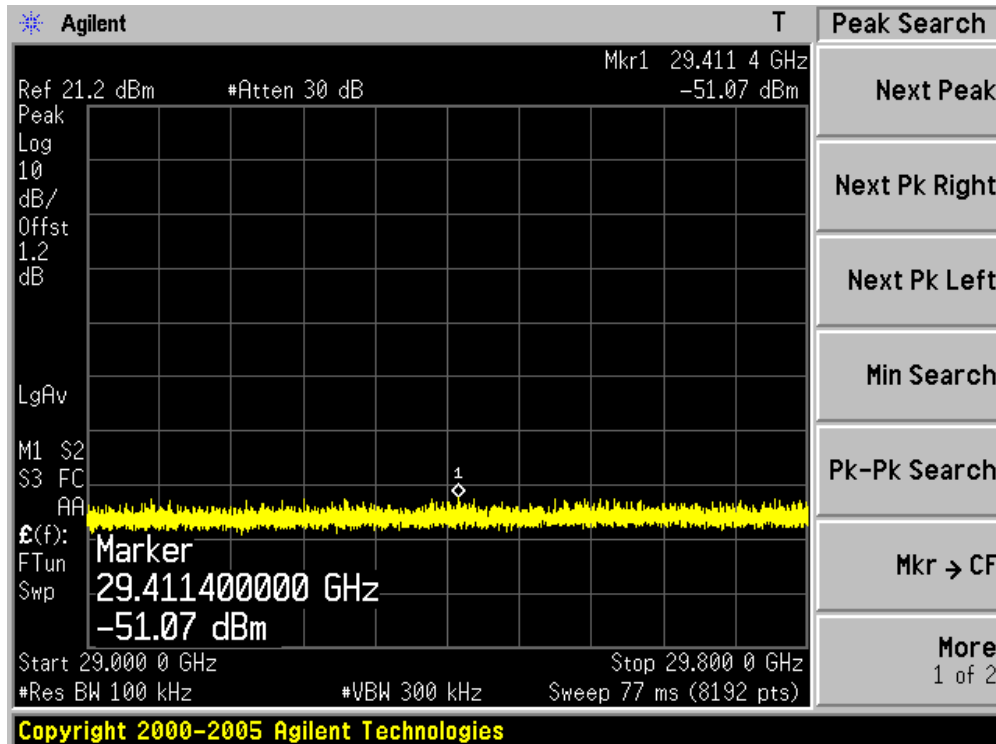 Agilent T Peak Search
Mkr1 29.411 4 GHz
Ref 21.2 dBm #Atten 30 dB -51.07 dBm
Peak
Log
10
dB/
Offst
1.2
dB
LgAv
M1 S2
S3 FC
AA
£(f):
FTun
Swp
1
Marker
29.411400000 GHz
-51.07 dBm
Start 29.000 0 GHz Stop 29.800 0 GHz
#Res BW 100 kHz #VBW 300 kHz Sweep 77 ms (8192 pts)
Copyright 2000-2005 Agilent Technologies
Next Peak
Next Pk Right
Next Pk Left
Min Search
Pk-Pk Search
Mkr → CF
More
1 of 2